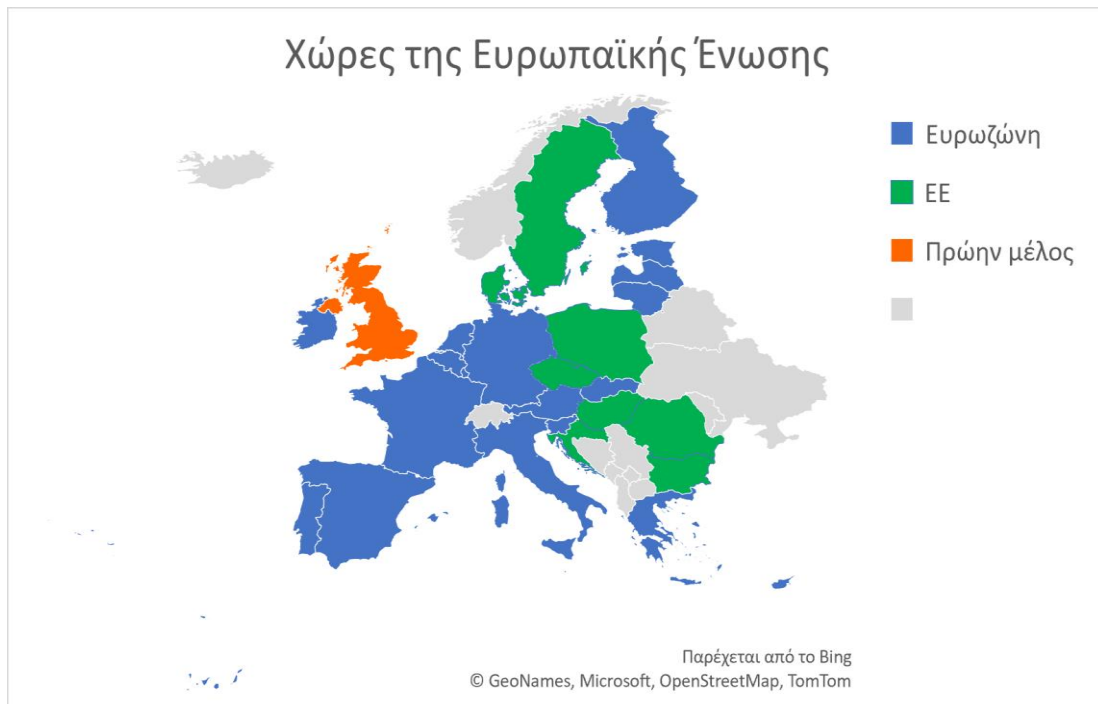 Χώρες της Ευρωπαϊκής Ένωσης
Ευρωζώνη
ΕΕ
Πρώην μέλος
Παρέχεται από το Bing
© GeoNames, Microsoft, OpenStreetMap, TomTom